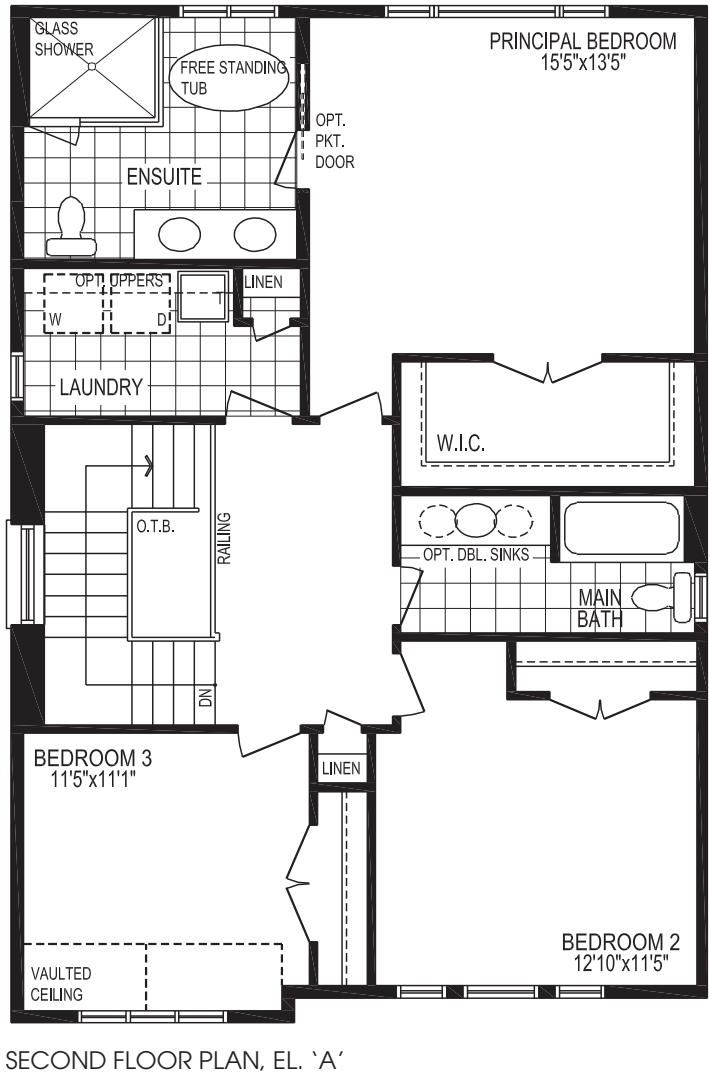 GLASS
SHOWER
FREE STANDING
TUB
PRINCIPAL BEDROOM
15'5"x13'5"
OPT.
PKT.
DOOR
ENSUITE
OPT. UPPERS
LINEN
W
D
T
LAUNDRY
W.I.C.
O.T.B.
RAILING
OPT. DBL. SINKS
MAIN
BATH
DN
BEDROOM 3
11'5"x11'1"
LINEN
BEDROOM 2
12'10"x11'5"
VAULTED
CEILING
SECOND FLOOR PLAN, EL. ‘A’